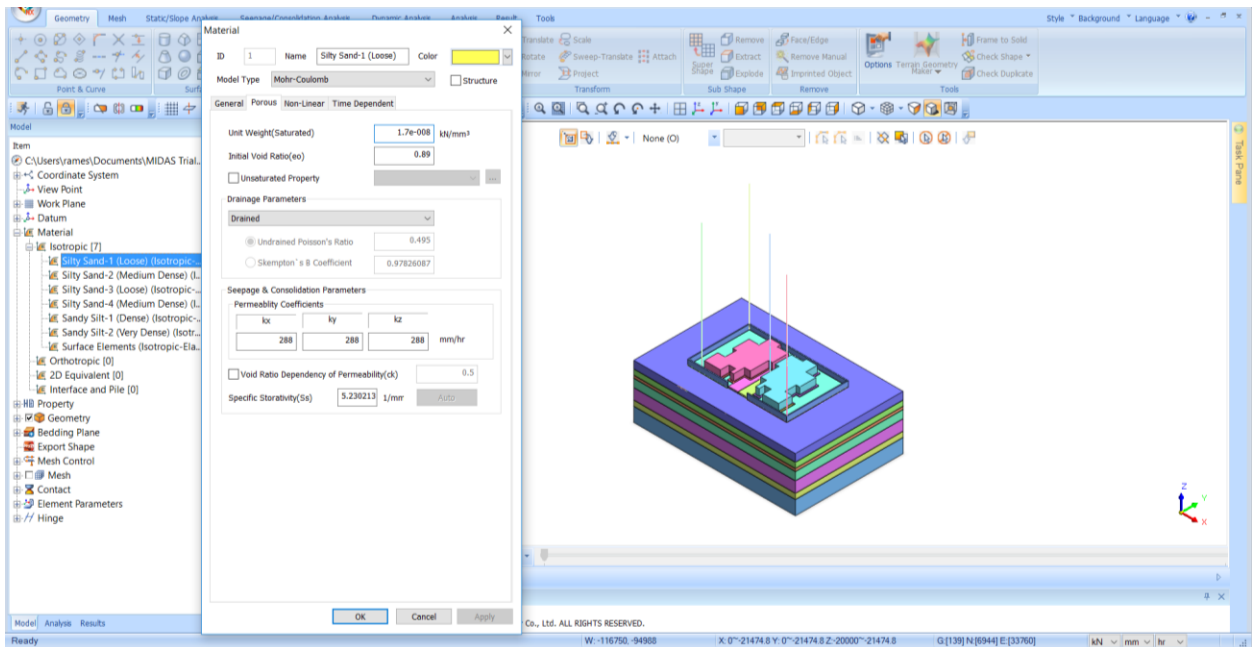 Geometry Mesh Static/Slope Analysis Seepage/Consolidation Analysis Dynamic Analysis Analysis Result Tools
Style Background Language
Point & Curve
Translate Scale
Rotate Sweep-Translate Attach
Mirror Project
Transform
Super Shape
Remove
Extract
Explode
Sub Shape
Face/Edge
Remove Manual
Imprinted Object
Remove
Options
Terrain Geometry Maker
Frame to Solid
Check Shape
Check Duplicate
Tools
None (O)
Task Pane
Model
Item
C:\Users\rames\Documents\MIDAS Trial..
Coordinate System
View Point
Work Plane
Datum
Material
Isotropic [7]
Silty Sand-1 (Loose) (Isotropic-...
Silty Sand-2 (Medium Dense) (I..
Silty Sand-3 (Loose) (Isotropic-...
Silty Sand-4 (Medium Dense) (I..
Sandy Silt-1 (Dense) (Isotropic-..
Sandy Silt-2 (Very Dense) (Isotr...
Surface Elements (Isotropic-Ela..
Orthotropic [0]
2D Equivalent [0]
Interface and Pile [0]
Property
Geometry
Bedding Plane
Export Shape
Mesh Control
Mesh
Contact
Element Parameters
Hinge
Model Analysis Results
Ready
Material
ID 1 Name Silty Sand-1 (Loose) Color
Model Type Mohr-Coulomb Structure
General Porous Non-Linear Time Dependent
Unit Weight(Saturated) 1.7e-008 kN/mm³
Initial Void Ratio(eo) 0.89
Unsaturated Property ...
Drainage Parameters
Drained
Undrained Poisson's Ratio 0.495
Skempton`s B Coefficient 0.97826087
Seepage & Consolidation Parameters
Permeablity Coefficients
kx ky kz
288 288 288 mm/hr
Void Ratio Dependency of Permeability(ck) 0.5
Specific Storativity(Ss) 5.230213 1/mm Auto
OK Cancel Apply
Z
Y
X
Co., Ltd. ALL RIGHTS RESERVED.
W: -116750, -94988 X: 0~-21474.8 Y: 0~-21474.8 Z:-20000~-21474.8 G:[139] N:[6944] E:[33760] kN mm hr